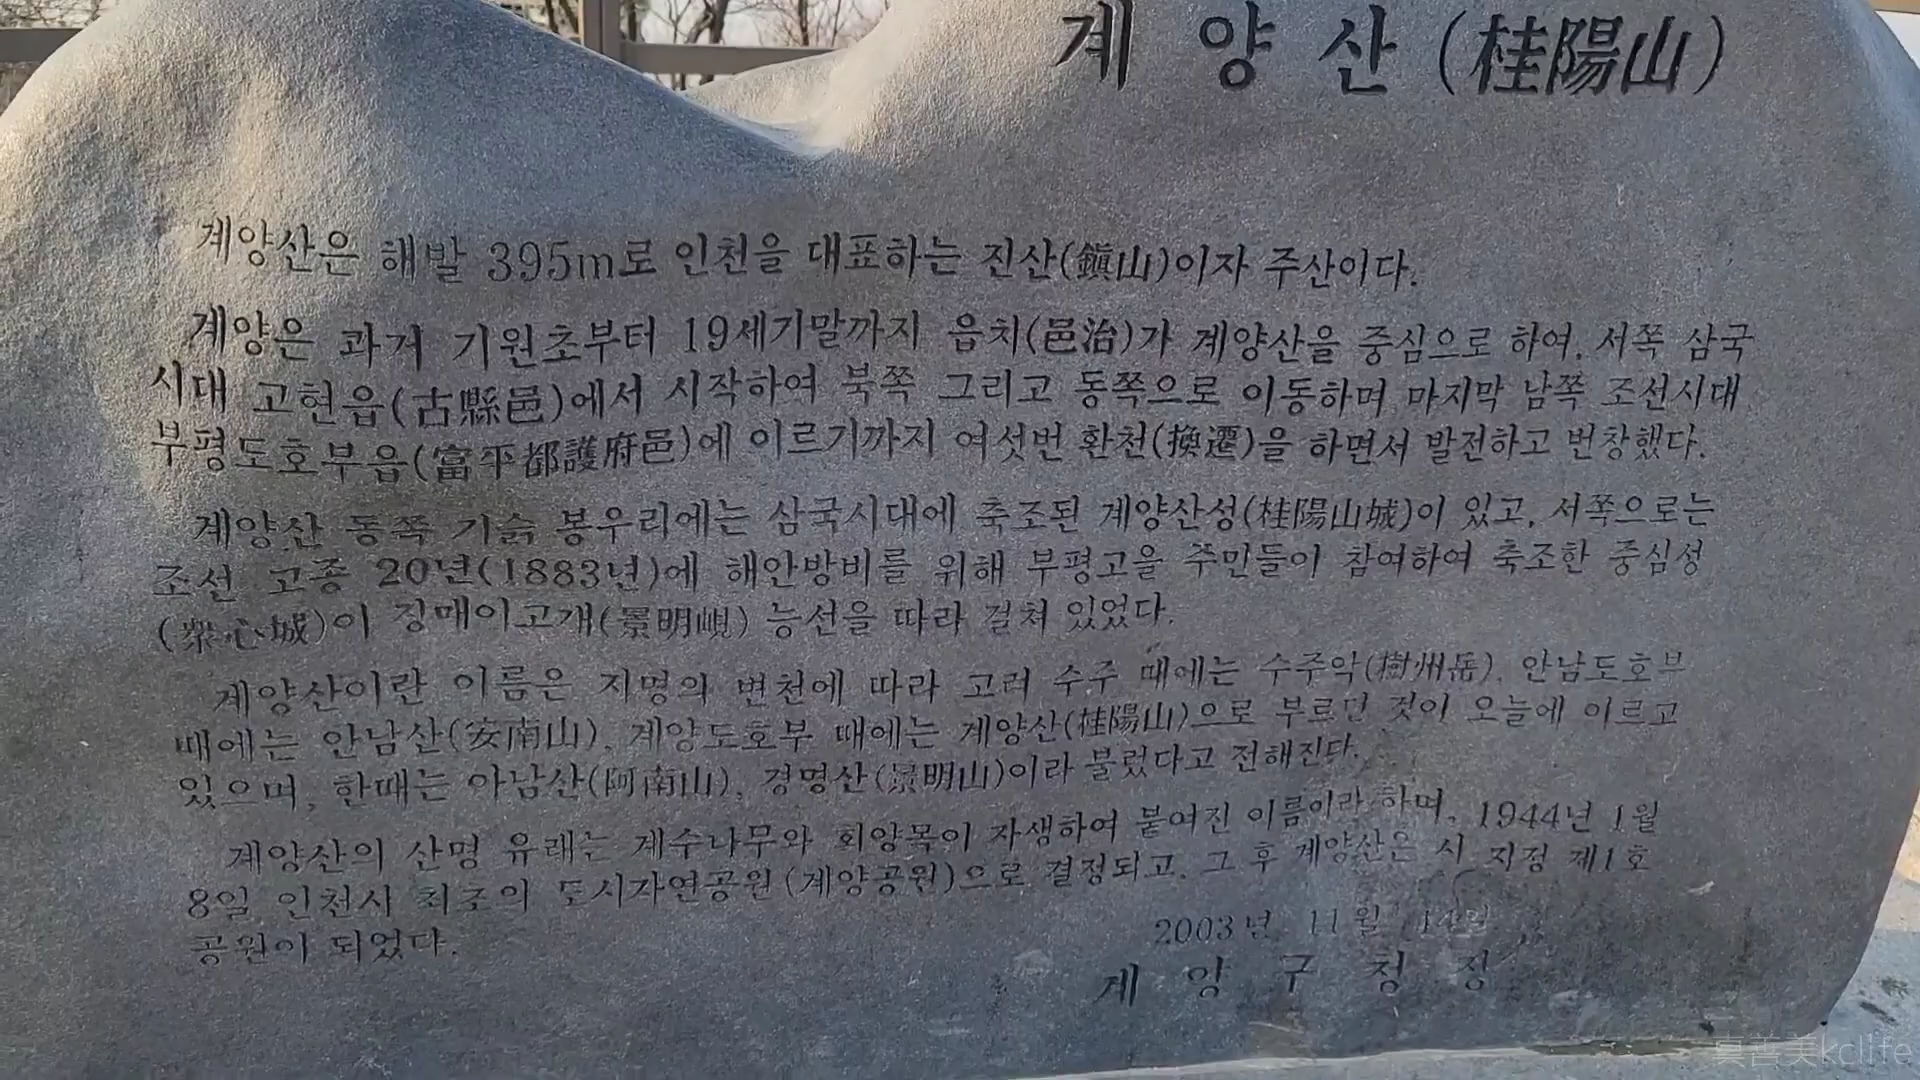 계양산(桂陽山)
계양산은 해발 395m로 인천을 대표하는 진산(鎭山)이자 주산이다.
계양은 과거 기원초부터 19세기말까지 읍치(邑治)가 계양산을 중심으로 하여, 서쪽 삼국
시대 고현읍(古縣邑)에서 시작하여 북쪽 그리고 동쪽으로 이동하며 마지막 남쪽 조선시대
부평도호부읍(富平都護府邑)에 이르기까지 여섯번 환천(換遷)을 하면서 발전하고 번창했다.
계양산 동쪽 기슭 봉우리에는 삼국시대에 축조된 계양산성(桂陽山城)이 있고, 서쪽으로는
조선 고종 20년(1883년)에 해안방비를 위해 부평고을 주민들이 참여하여 축조한 중심성
(衆心城)이 징매이고개(景明峴) 능선을 따라 걸쳐 있었다.
계양산이란 이름은 지명의 변천에 따라 고려 수주 때에는 수주악(樹州岳), 안남도호부
때에는 안남산(安南山), 계양도호부 때에는 계양산(桂陽山)으로 부르던 것이 오늘에 이르고
있으며, 한때는 아남산(阿南山), 경명산(景明山)이라 불렀다고 전해진다.
계양산의 산명 유래는 계수나무와 회양목이 자생하여 붙여진 이름이라 하며, 1944년 1월
8일 인천시 최초의 도시자연공원(계양공원)으로 결정되고, 그 후 계양산은 시 지정 제1호
공원이 되었다.
2003년 11월 14일
계양구청장
真善美kclife